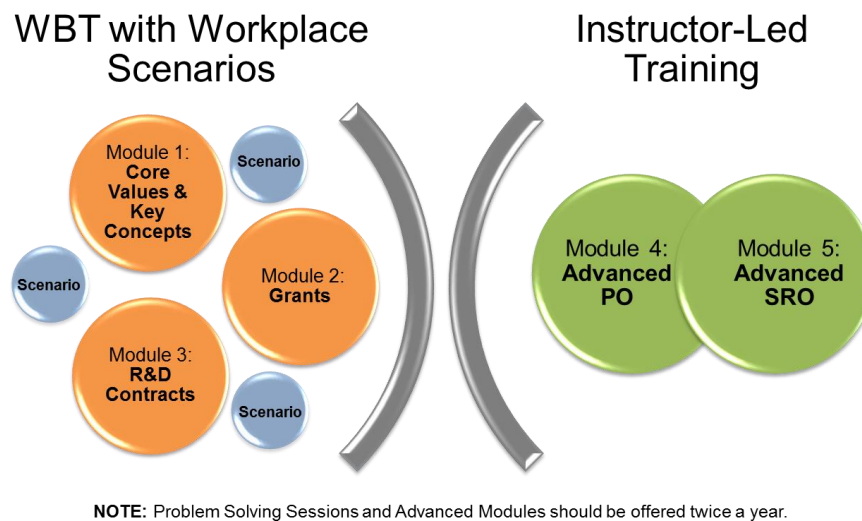 WBT with Workplace
Scenarios
Instructor-Led
Training
Module 1:
Core
Values &
Key
Concepts
Scenario
Scenario
Module 2:
Grants
Module 3:
R&D
Contracts
Scenario
Module 4:
Advanced
PO
Module 5:
Advanced
SRO
NOTE: Problem Solving Sessions and Advanced Modules should be offered twice a year.